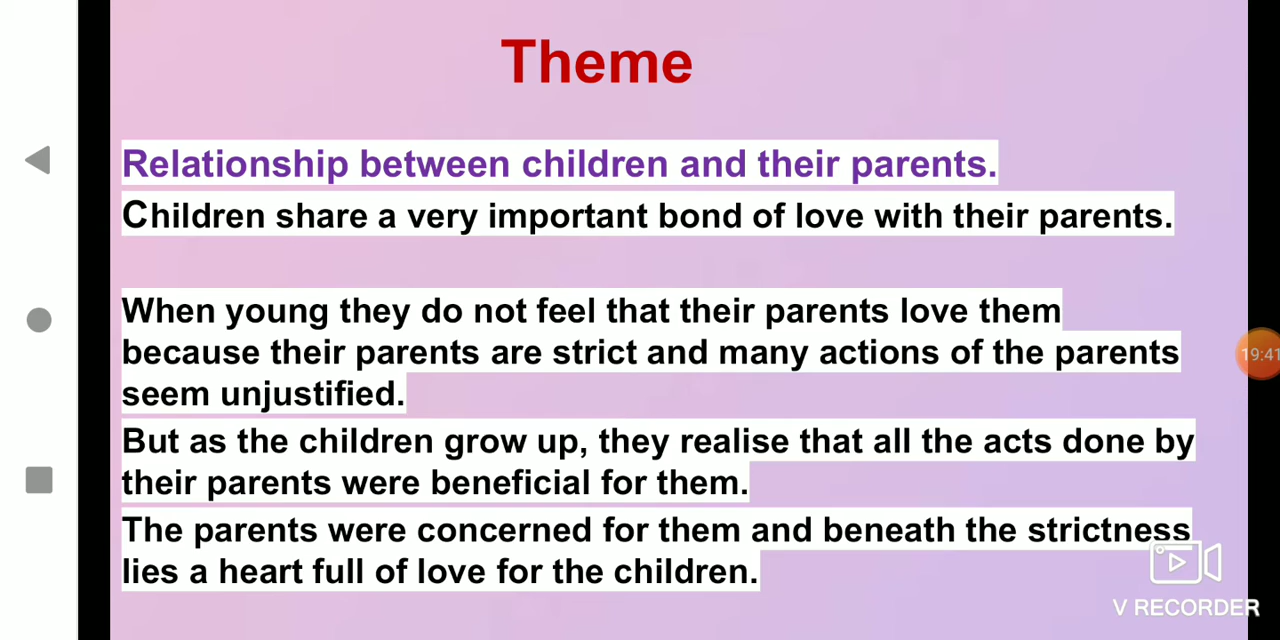 Theme
Relationship between children and their parents.
Children share a very important bond of love with their parents.
When young they do not feel that their parents love them
because their parents are strict and many actions of the parents
seem unjustified.
19:41
But as the children grow up, they realise that all the acts done by
their parents were beneficial for them.
The parents were concerned for them and beneath the strictness
lies a heart full of love for the children.
V RECORDER